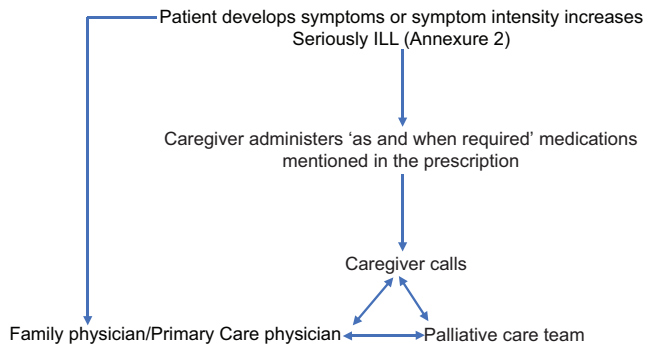 Patient develops symptoms or symptom intensity increases
Seriously ILL (Annexure 2)
Caregiver administers ‘as and when required’ medications
mentioned in the prescription
Caregiver calls
Family physician/Primary Care physician
Palliative care team